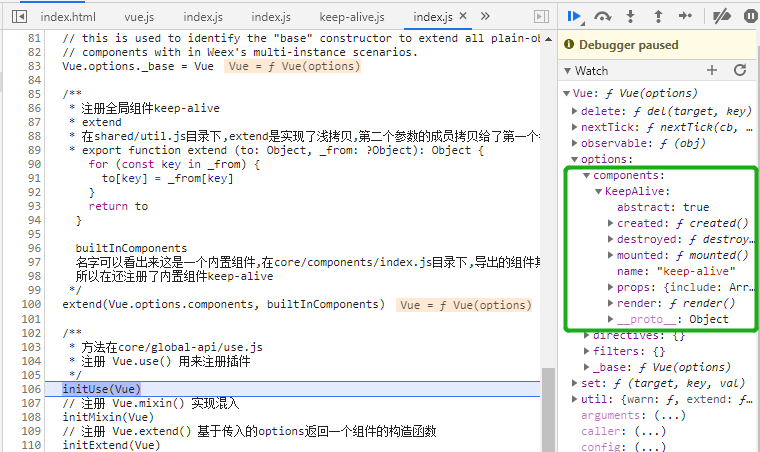 index.html vue.js index.js index.js keep-alive.js index.js × »
Debugger paused
81 // this is used to identify the "base" constructor to extend all plain-ob
82 // components with in Weex's multi-instance scenarios.
83 Vue.options._base = Vue Vue = ƒ Vue(options)
84
85 /**
86 * 注册全局组件keep-alive
87 * extend
88 * 在shared/util.js目录下,extend是实现了浅拷贝,第二个参数的成员拷贝给了第一个
89 * export function extend (to: Object, _from: ?Object): Object {
90 for (const key in _from) {
91 to[key] = _from[key]
92 }
93 return to
94 }
95
96 builtInComponents
97 名字可以看出来这是一个内置组件,在core/components/index.js目录下,导出的组件其
98 所以在还注册了内置组件keep-alive
99 */
100 extend(Vue.options.components, builtInComponents) Vue = ƒ Vue(options)
101
102 /**
103 * 方法在core/global-api/use.js
104 * 注册 Vue.use() 用来注册插件
105 */
106 initUse(Vue)
107 // 注册 Vue.mixin() 实现混入
108 initMixin(Vue)
109 // 注册 Vue.extend() 基于传入的options返回一个组件的构造函数
110 initExtend(Vue)
Watch
Vue: ƒ Vue(options)
delete: ƒ del(target, key)
nextTick: ƒ nextTick(cb, …
observable: ƒ (obj)
options:
components:
KeepAlive:
abstract: true
created: ƒ created()
destroyed: ƒ destroy…
mounted: ƒ mounted()
name: "keep-alive"
props: {include: Arr…
render: ƒ render()
__proto__: Object
directives: {}
filters: {}
_base: ƒ Vue(options)
set: ƒ (target, key, val)
util: {warn: ƒ, extend: ƒ…
arguments: (...)
caller: (...)
config: (...)